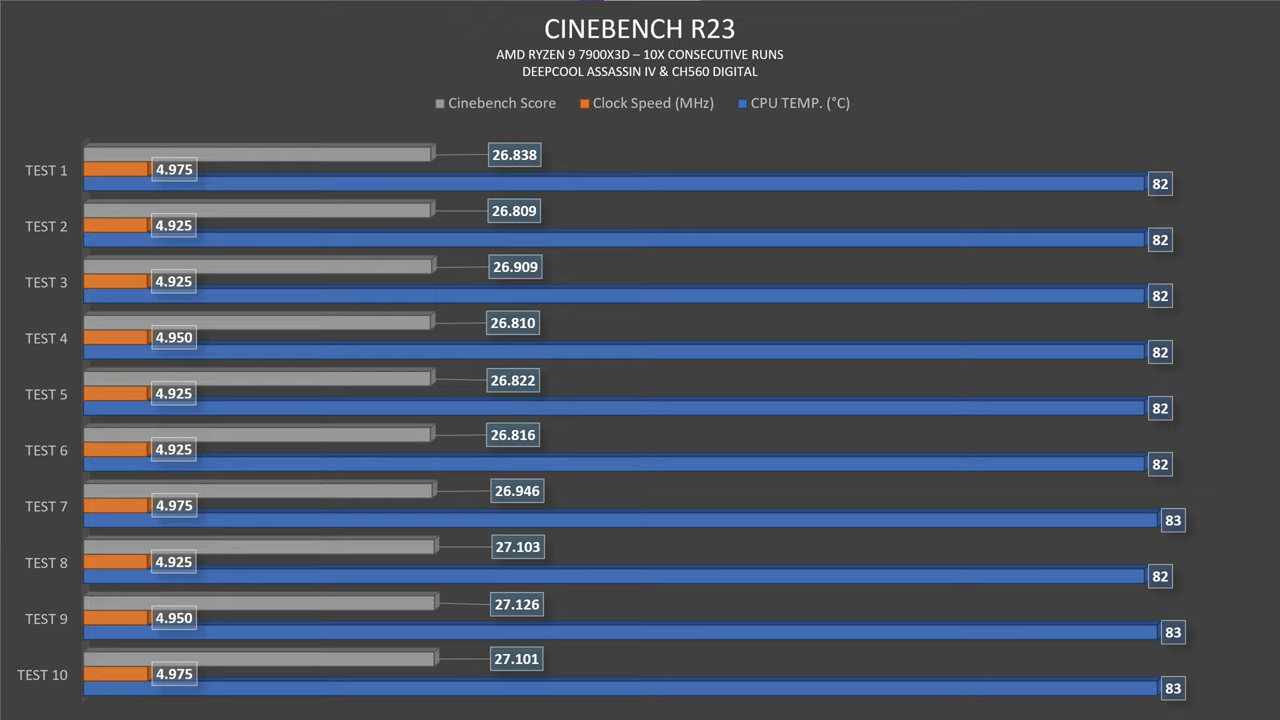 CINEBENCH R23
AMD RYZEN 9 7900X3D – 10X CONSECUTIVE RUNS
DEEPCOOL ASSASSIN IV & CH560 DIGITAL
Cinebench Score Clock Speed (MHz) CPU TEMP. (°C)
TEST 1
26.838
4.975
82
TEST 2
26.809
4.925
82
TEST 3
26.909
4.925
82
TEST 4
26.810
4.950
82
TEST 5
26.822
4.925
82
TEST 6
26.816
4.925
82
TEST 7
26.946
4.975
83
TEST 8
27.103
4.925
82
TEST 9
27.126
4.950
83
TEST 10
27.101
4.975
83